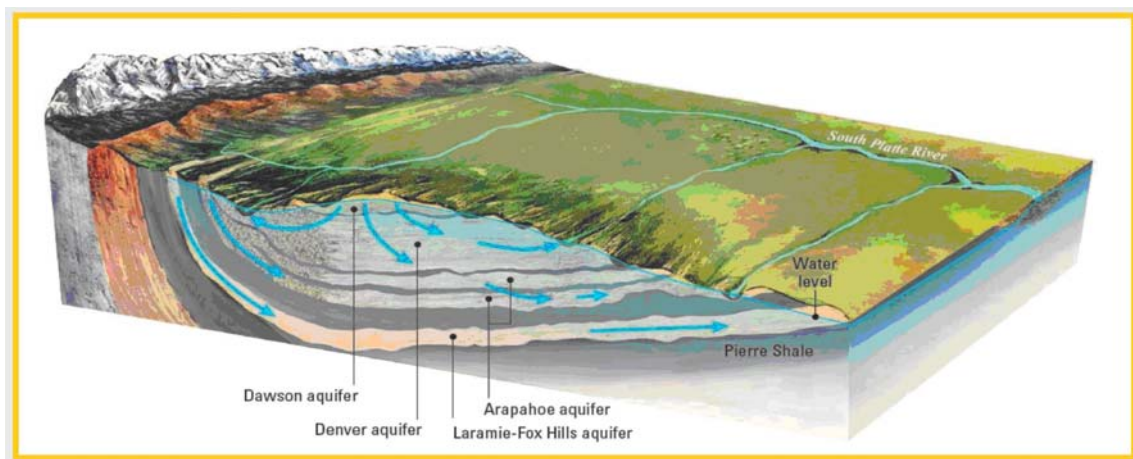 South Platte River
Water
level
Pierre Shale
Dawson aquifer
Arapahoe aquifer
Denver aquifer
Laramie-Fox Hills aquifer